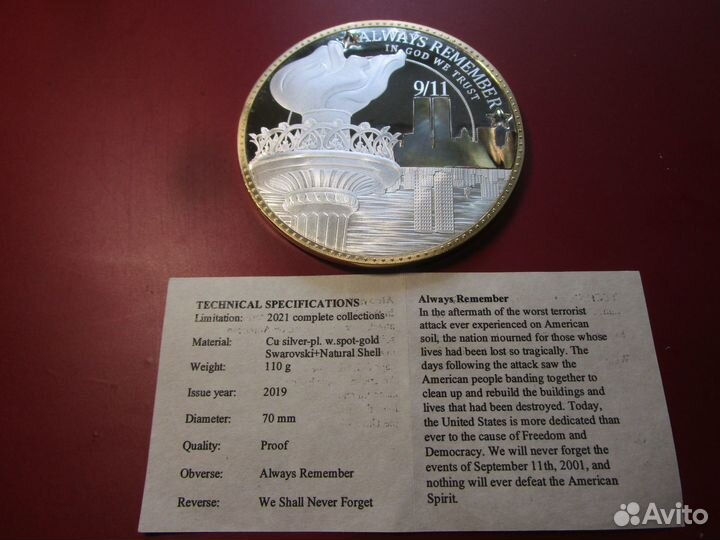 ALWAYS REMEMBER
IN GOD WE TRUST
9/11
TECHNICAL SPECIFICATIONS
Limitation: 2021 complete collections
Material: Cu silver-pl. w.spot-gold
Swarovski+Natural Shell
Weight: 110 g
Issue year: 2019
Diameter: 70 mm
Quality: Proof
Obverse: Always Remember
Reverse: We Shall Never Forget
Always Remember
In the aftermath of the worst terrorist
attack ever experienced on American
soil, the nation mourned for those whose
lives had been lost so tragically. The
days following the attack saw the
American people banding together to
clean up and rebuild the buildings and
lives that had been destroyed. Today,
the United States is more dedicated than
ever to the cause of Freedom and
Democracy. We will never forget the
events of September 11th, 2001, and
nothing will ever defeat the American
Spirit.
Avito